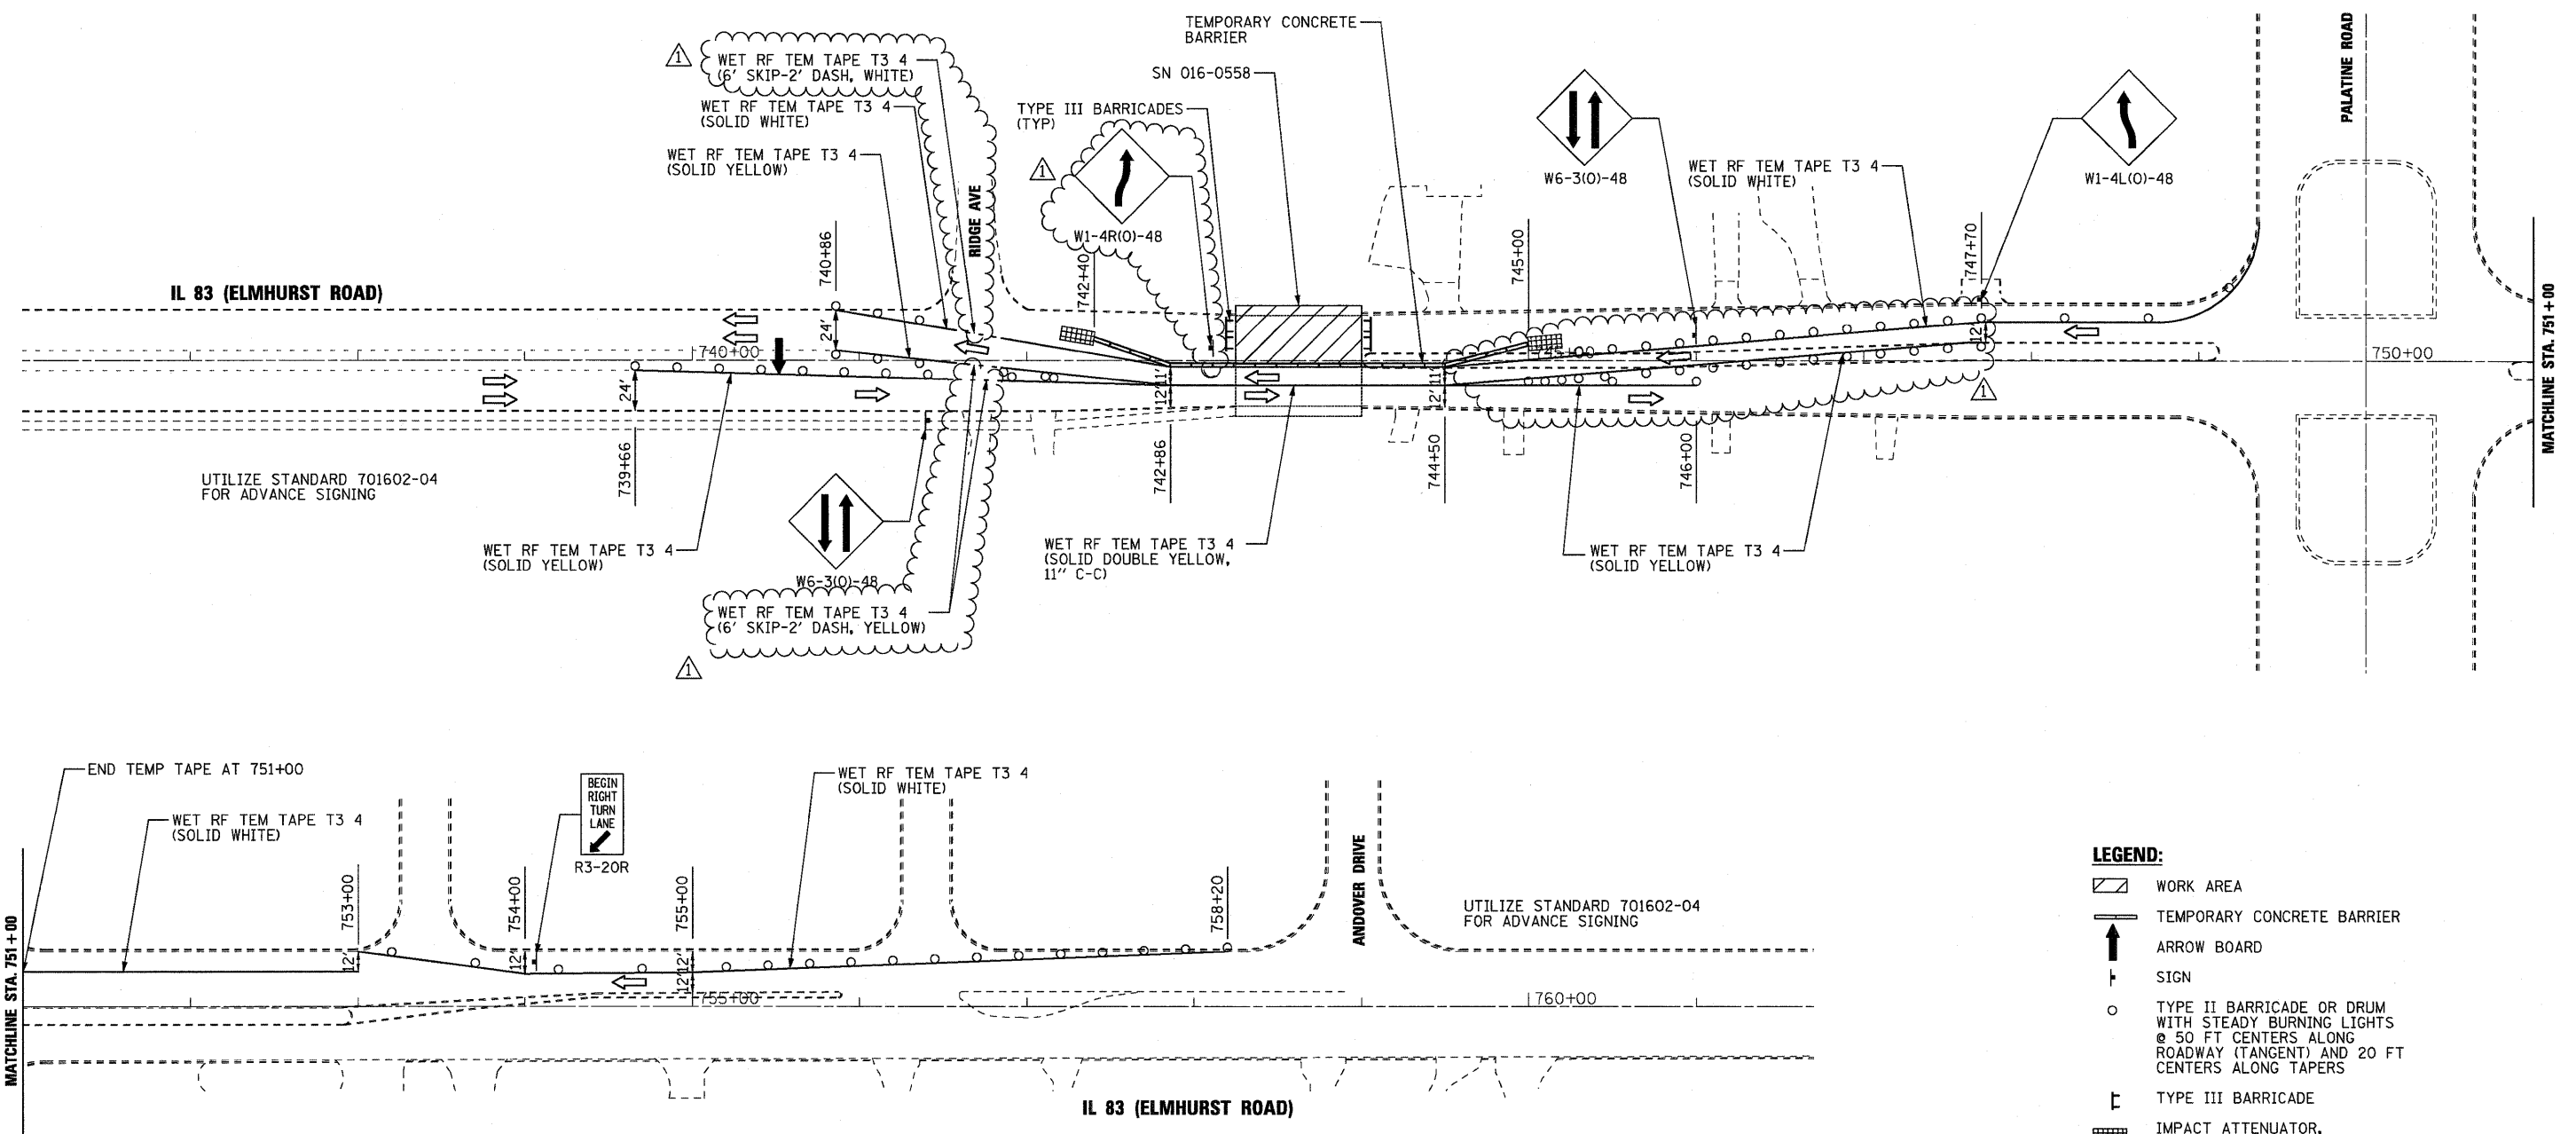 TEMPORARY CONCRETE
BARRIER
SN 016-0558
1
WET RF TEM TAPE T3 4
(6' SKIP-2' DASH, WHITE)
WET RF TEM TAPE T3 4
(SOLID WHITE)
WET RF TEM TAPE T3 4
(SOLID YELLOW)
TYPE III BARRICADES
(TYP)
1
W1-4R(O)-48
W6-3(O)-48
WET RF TEM TAPE T3 4
(SOLID WHITE)
W1-4L(O)-48
PALATINE ROAD
RIDGE AVE
IL 83 (ELMHURST ROAD)
740+86
742+40
745+00
747+70
24'
740+00
745+00
12'
750+00
24'
12'
11'
12'
11'
1
MATCHLINE STA. 751+00
739+66
742+86
744+50
746+00
UTILIZE STANDARD 701602-04
FOR ADVANCE SIGNING
WET RF TEM TAPE T3 4
(SOLID YELLOW)
W6-3(O)-48
WET RF TEM TAPE T3 4
(SOLID DOUBLE YELLOW,
11" C-C)
WET RF TEM TAPE T3 4
(SOLID YELLOW)
WET RF TEM TAPE T3 4
(6' SKIP-2' DASH, YELLOW)
1
END TEMP TAPE AT 751+00
WET RF TEM TAPE T3 4
(SOLID WHITE)
BEGIN
RIGHT
TURN
LANE
R3-20R
WET RF TEM TAPE T3 4
(SOLID WHITE)
753+00
754+00
755+00
758+20
ANDOVER DRIVE
UTILIZE STANDARD 701602-04
FOR ADVANCE SIGNING
MATCHLINE STA. 751+00
12'
12'
12'
12'
755+00
760+00
IL 83 (ELMHURST ROAD)
LEGEND:
WORK AREA
TEMPORARY CONCRETE BARRIER
ARROW BOARD
SIGN
TYPE II BARRICADE OR DRUM
WITH STEADY BURNING LIGHTS
@ 50 FT CENTERS ALONG
ROADWAY (TANGENT) AND 20 FT
CENTERS ALONG TAPERS
TYPE III BARRICADE
IMPACT ATTENUATOR,